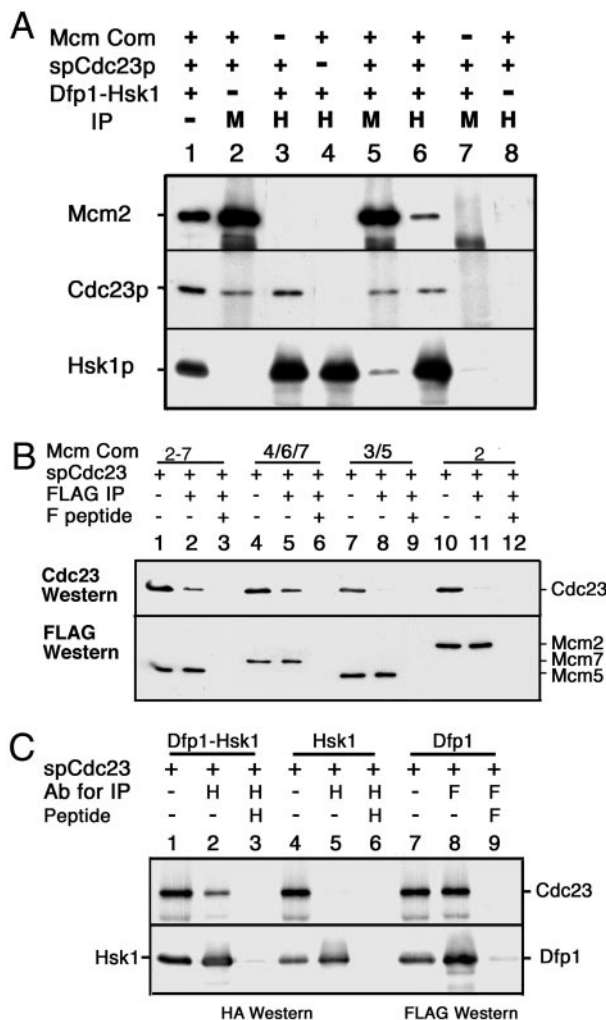 A
Mcm Com + + - + + + - +
spCdc23p + + + - + + + +
Dfp1-Hsk1 + - + + + + + -
IP - M H H M H M H
1 2 3 4 5 6 7 8
Mcm2
Cdc23p
Hsk1p
B
Mcm Com 2-7 4/6/7 3/5 2
spCdc23 + + + + + + + + + + + +
FLAG IP - + + - + + - + + - + +
F peptide - - + - - + - - + - - +
1 2 3 4 5 6 7 8 9 10 11 12
Cdc23 Western
Cdc23
FLAG Western
Mcm2
Mcm7
Mcm5
C
Dfp1-Hsk1 Hsk1 Dfp1
spCdc23 + + + + + + + + +
Ab for IP - H H - H H - F F
Peptide - - H - - H - - F
1 2 3 4 5 6 7 8 9
Cdc23
Hsk1 Dfp1
HA Western FLAG Western